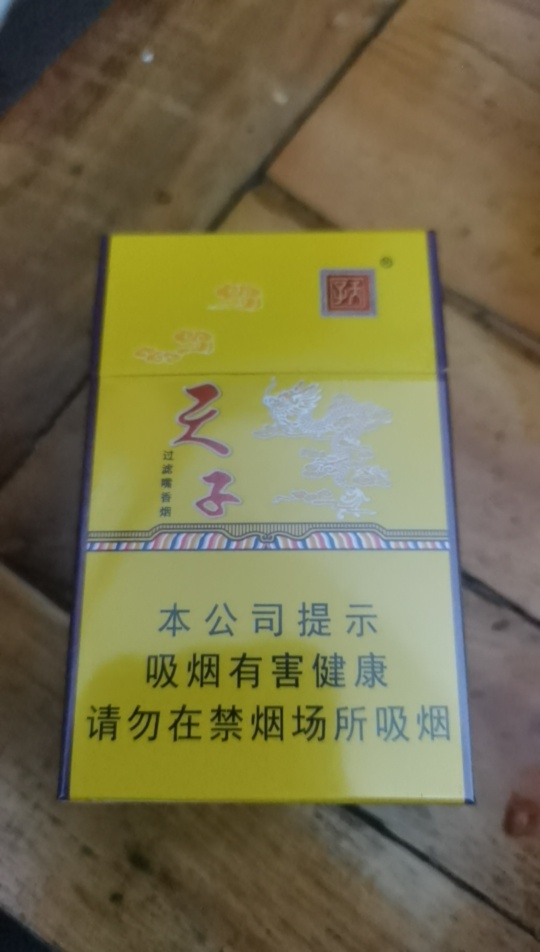 天子
过滤嘴香烟
本公司提示
吸烟有害健康
请勿在禁烟场所吸烟